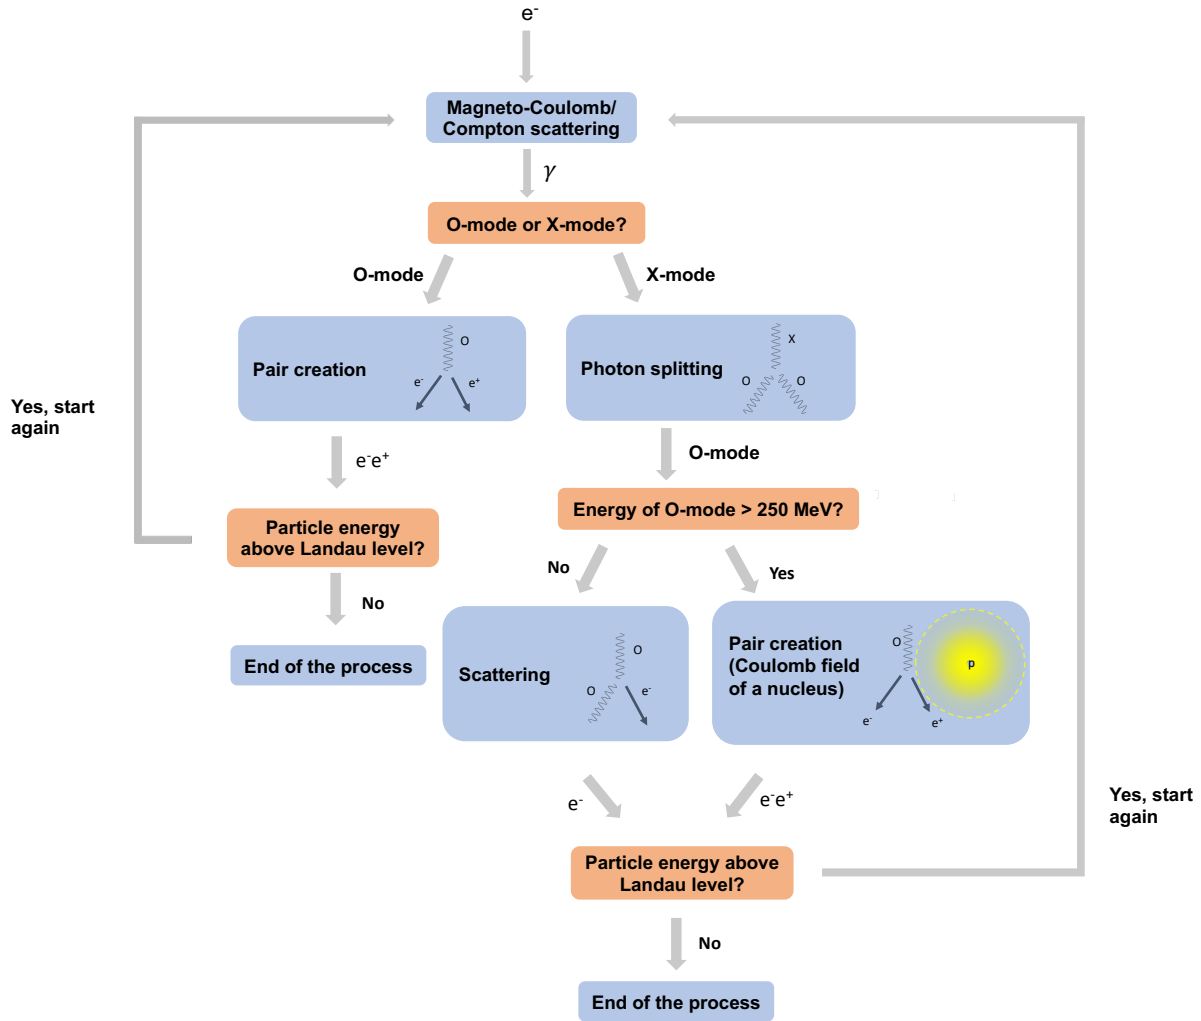 e⁻
Magneto-Coulomb/
Compton scattering
γ
O-mode or X-mode?
O-mode
X-mode
Pair creation
O
e⁻
e⁺
Photon splitting
X
O
O
Yes, start
again
e⁻e⁺
O-mode
Energy of O-mode > 250 MeV?
Particle energy
above Landau level?
No
Yes
No
End of the process
Scattering
O
O
e⁻
Pair creation
(Coulomb field
of a nucleus)
O
p
e⁻
e⁺
e⁻
e⁻e⁺
Yes, start
again
Particle energy above
Landau level?
No
End of the process